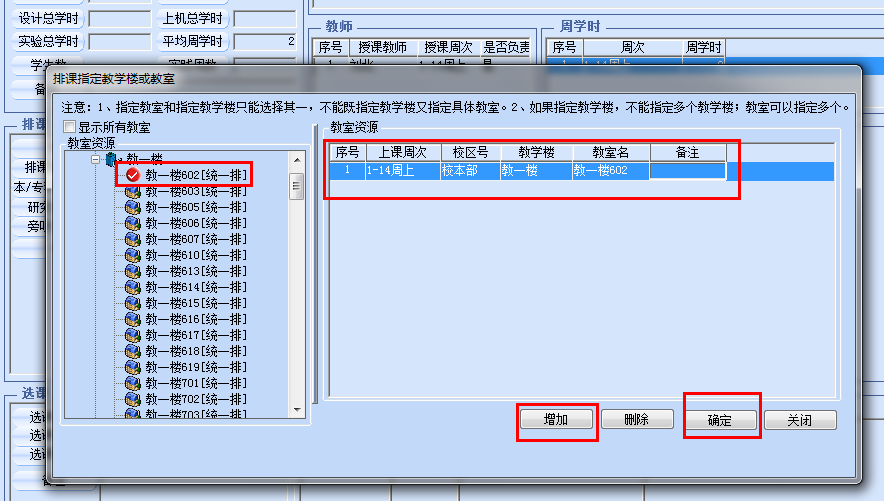 设计总学时
上机总学时
实验总学时
平均周学时
2
教师
序号 授课教师 授课周次 是否负责
周学时
序号 周次 周学时
排课指定教学楼或教室
注意：1、指定教室和指定教学楼只能选择其一，不能既指定教学楼又指定具体教室。2、如果指定教学楼，不能指定多个教学楼；教室可以指定多个。
显示所有教室
教室资源
教一楼
教一楼602[统一排]
教一楼603[统一排]
教一楼605[统一排]
教一楼606[统一排]
教一楼607[统一排]
教一楼610[统一排]
教一楼613[统一排]
教一楼614[统一排]
教一楼615[统一排]
教一楼616[统一排]
教一楼617[统一排]
教一楼618[统一排]
教一楼619[统一排]
教一楼701[统一排]
教一楼702[统一排]
教一楼703[统一排]
教室资源
序号 上课周次 校区号 教学楼 教室名 备注
1 1-14周上 校本部 教一楼 教一楼602
增加 删除 确定 关闭
排课
选课